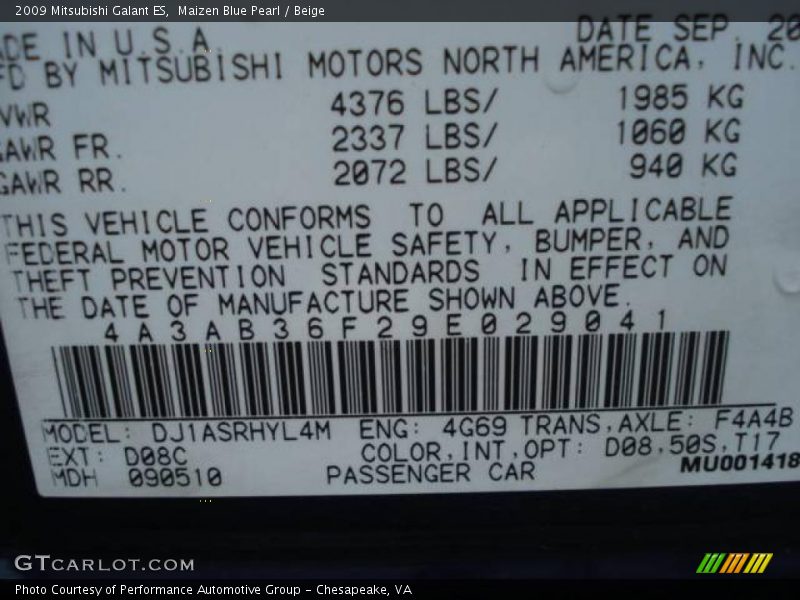 2009 Mitsubishi Galant ES, Maizen Blue Pearl / Beige
DE IN U.S.A. DATE SEP. 20
FD BY MITSUBISHI MOTORS NORTH AMERICA, INC.
VWR 4376 LBS/ 1985 KG
GAWR FR. 2337 LBS/ 1060 KG
GAWR RR. 2072 LBS/ 940 KG
THIS VEHICLE CONFORMS TO ALL APPLICABLE
FEDERAL MOTOR VEHICLE SAFETY, BUMPER, AND
THEFT PREVENTION STANDARDS IN EFFECT ON
THE DATE OF MANUFACTURE SHOWN ABOVE.
4A3AB36F29E029041
MODEL: DJ1ASRHYL4M ENG: 4G69 TRANS,AXLE: F4A4B
EXT: D08C COLOR,INT,OPT: D08,50S,T17
MDH 090510 PASSENGER CAR MU001418
GTCARLOT.COM
Photo Courtesy of Performance Automotive Group - Chesapeake, VA